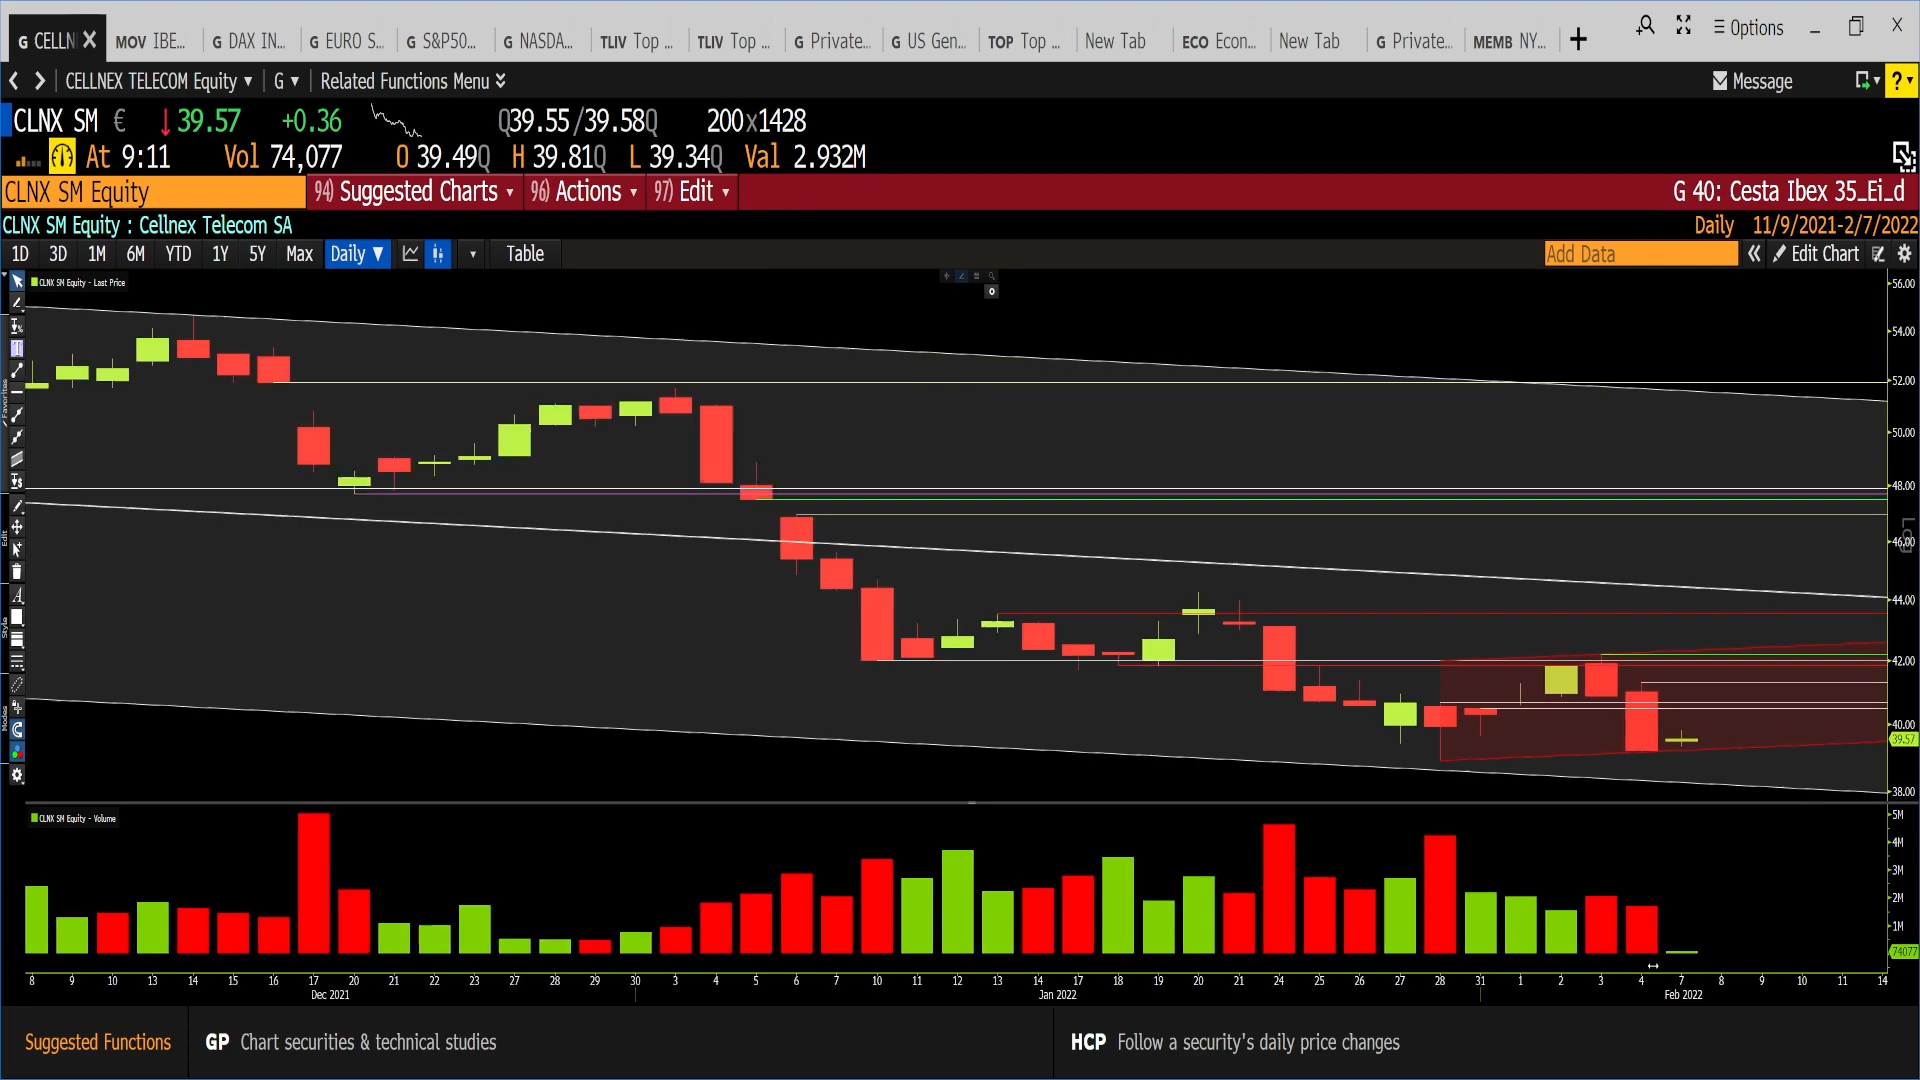 G CELLN X MOV IBE... G DAX IN... G EURO S... G S&P50... G NASDA... TLIV Top ... TLIV Top ... G Private... G US Gen... TOP Top ... New Tab ECO Econ... New Tab G Private... MEMB NY... + Options
CELLNEX TELECOM Equity G Related Functions Menu Message ?
CLNX SM € 39.57 +0.36 Q39.55/39.58Q 200x1428
At 9:11 Vol 74,077 O 39.49Q H 39.81Q L 39.34Q Val 2.932M
CLNX SM Equity 94) Suggested Charts 96) Actions 97) Edit G 40: Cesta Ibex 35_Ei_d
CLNX SM Equity : Cellnex Telecom SA Daily 11/9/2021-2/7/2022
1D 3D 1M 6M YTD 1Y 5Y Max Daily Table Add Data « Edit Chart
CLNX SM Equity - Last Price
56.00
54.00
52.00
50.00
48.00
46.00
44.00
42.00
40.00
39.57
38.00
Favorites
Edit
Style
Modes
Log
CLNX SM Equity - Volume
5M
4M
3M
2M
1M
74077
8 9 10 13 14 15 16 17 20 21 22 23 27 28 29 30 3 4 5 6 7 10 11 12 13 14 17 18 19 20 21 24 25 26 27 28 31 1 2 3 4 7 8 9 10 11 14
Dec 2021 Jan 2022 Feb 2022
Suggested Functions GP Chart securities & technical studies HCP Follow a security's daily price changes